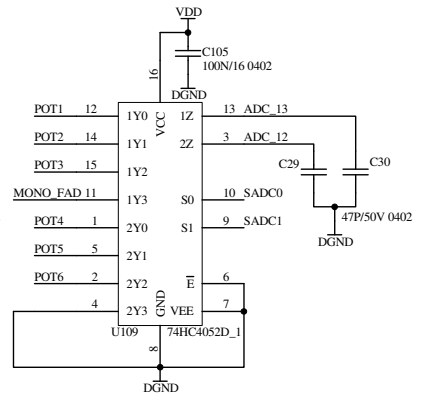 VDD
C105
100N/16 0402
DGND
16
VCC
POT1 12 1Y0 1Z 13 ADC_13
POT2 14 1Y1 2Z 3 ADC_12
POT3 15 1Y2
C29 C30
MONO_FAD 11 1Y3 S0 10 SADC0
POT4 1 2Y0 S1 9 SADC1
47P/50V 0402
DGND
POT5 5 2Y1
POT6 2 2Y2 E 6
4 2Y3 VEE 7
GND
U109 74HC4052D_1
8
DGND